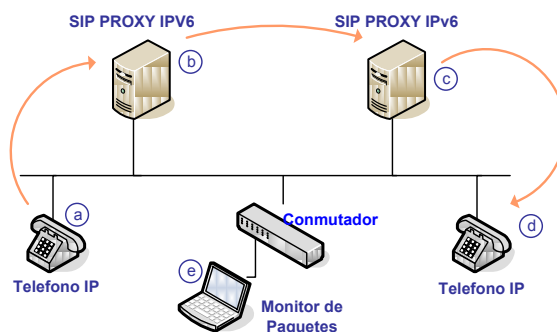 SIP PROXY IPV6
SIP PROXY IPv6
b
c
a
Conmutador
d
Telefono IP
e
Telefono IP
Monitor de
Paquetes